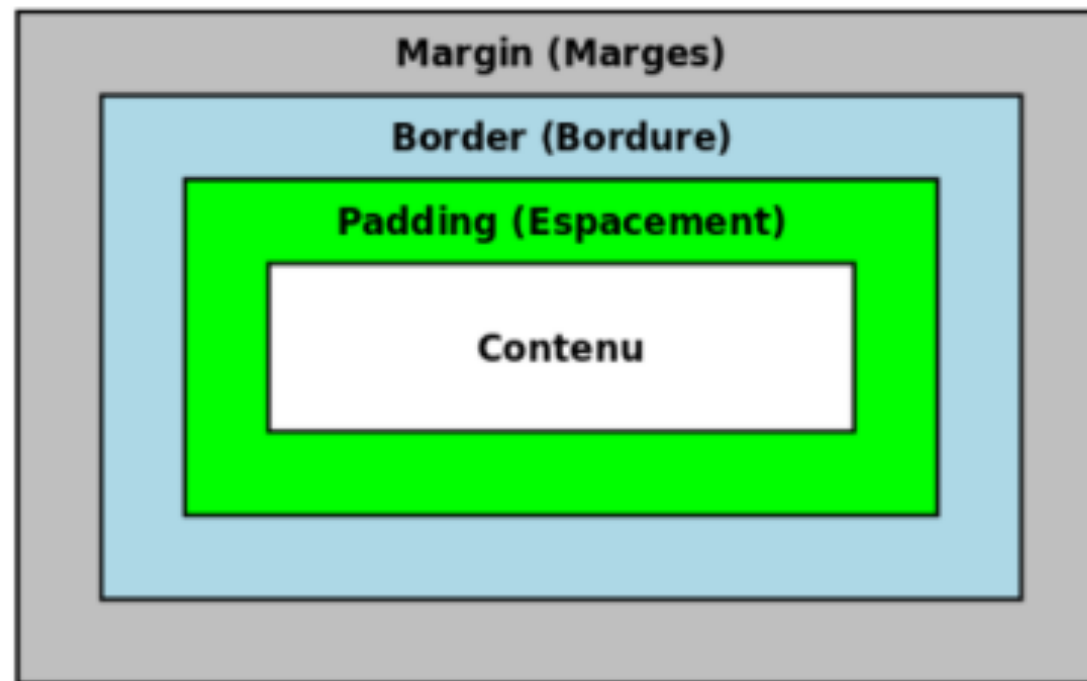 Margin (Marges)
Border (Bordure)
Padding (Espacement)
Contenu